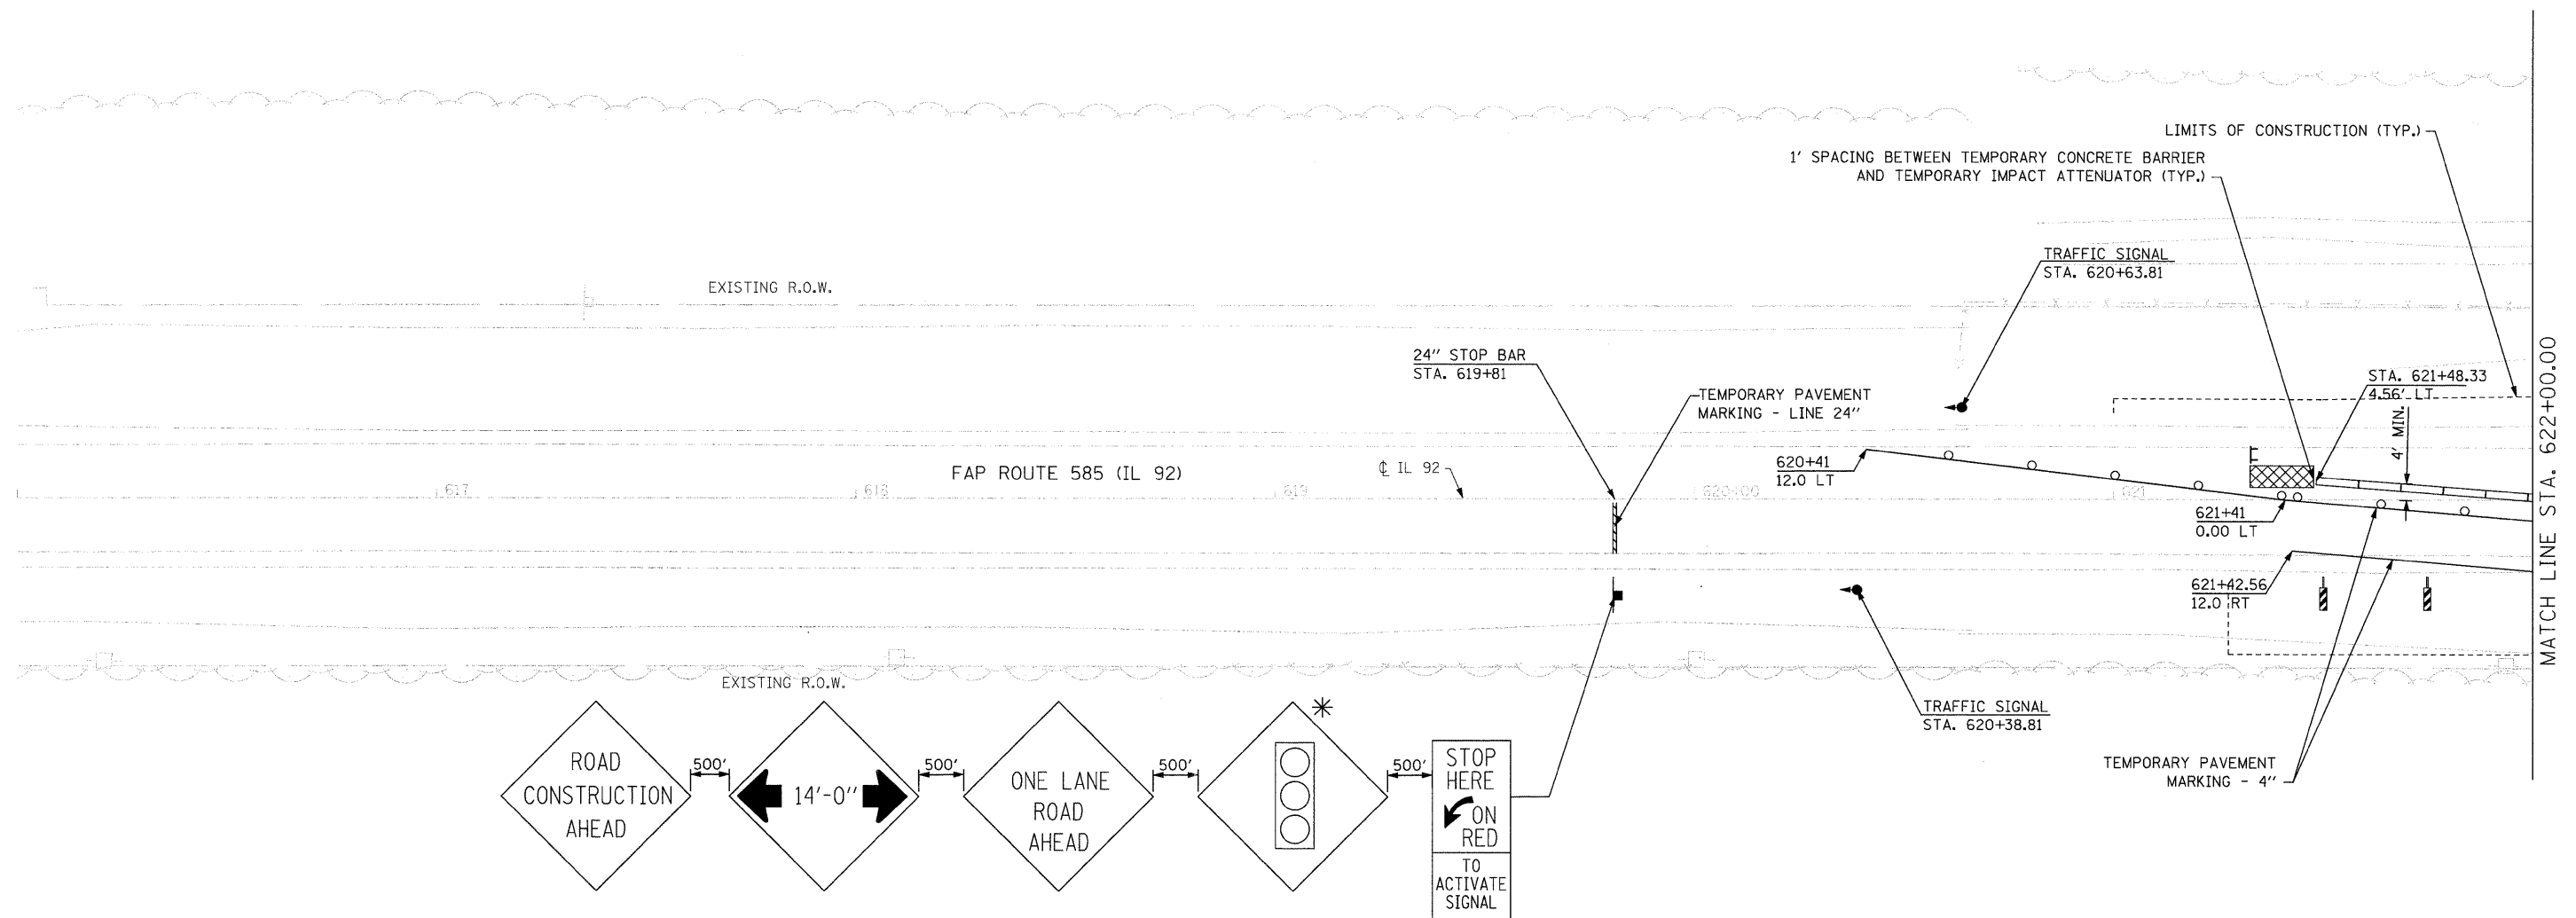 LIMITS OF CONSTRUCTION (TYP.)
1' SPACING BETWEEN TEMPORARY CONCRETE BARRIER
AND TEMPORARY IMPACT ATTENUATOR (TYP.)
TRAFFIC SIGNAL
STA. 620+63.81
EXISTING R.O.W.
24" STOP BAR
STA. 619+81
TEMPORARY PAVEMENT
MARKING - LINE 24"
STA. 621+48.33
4.56' LT
4' MIN.
T
MATCH LINE STA. 622+00.00
FAP ROUTE 585 (IL 92)
℄ IL 92
620+41
12.0 LT
617
618
619
620+00
621
621+41
0.00 LT
621+42.56
12.0 RT
EXISTING R.O.W.
TRAFFIC SIGNAL
STA. 620+38.81
TEMPORARY PAVEMENT
MARKING - 4"
ROAD
CONSTRUCTION
AHEAD
500'
14'-0"
500'
ONE LANE
ROAD
AHEAD
500'
*
500'
STOP
HERE
ON
RED
TO
ACTIVATE
SIGNAL